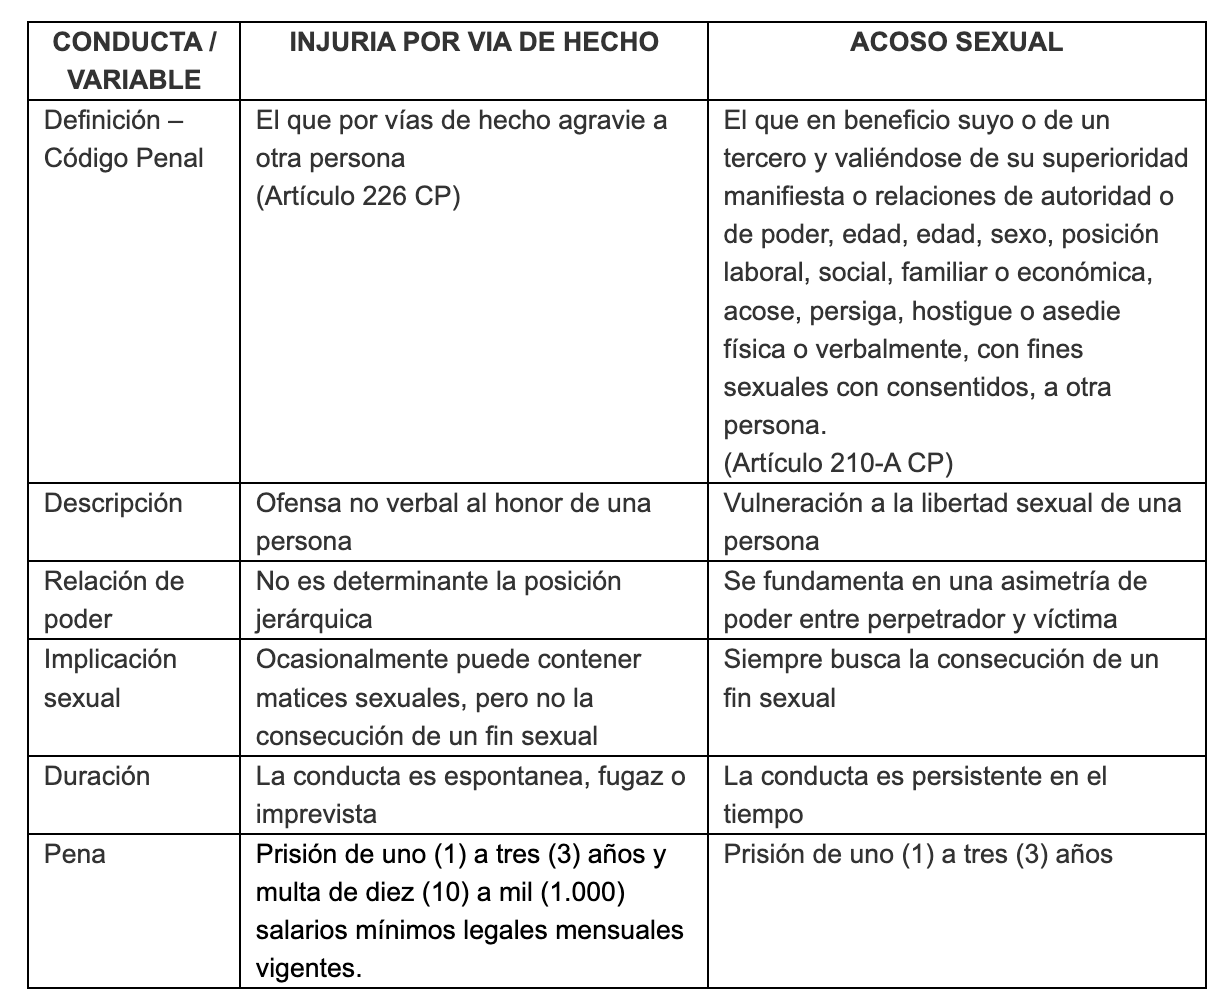 CONDUCTA /
VARIABLE
INJURIA POR VIA DE HECHO
ACOSO SEXUAL
Definición –
Código Penal
El que por vías de hecho agravie a
otra persona
(Artículo 226 CP)
El que en beneficio suyo o de un
tercero y valiéndose de su superioridad
manifiesta o relaciones de autoridad o
de poder, edad, edad, sexo, posición
laboral, social, familiar o económica,
acose, persiga, hostigue o asedie
física o verbalmente, con fines
sexuales con consentidos, a otra
persona.
(Artículo 210-A CP)
Descripción
Ofensa no verbal al honor de una
persona
Vulneración a la libertad sexual de una
persona
Relación de
poder
No es determinante la posición
jerárquica
Se fundamenta en una asimetría de
poder entre perpetrador y víctima
Implicación
sexual
Ocasionalmente puede contener
matices sexuales, pero no la
consecución de un fin sexual
Siempre busca la consecución de un
fin sexual
Duración
La conducta es espontanea, fugaz o
imprevista
La conducta es persistente en el
tiempo
Pena
Prisión de uno (1) a tres (3) años y
multa de diez (10) a mil (1.000)
salarios mínimos legales mensuales
vigentes.
Prisión de uno (1) a tres (3) años